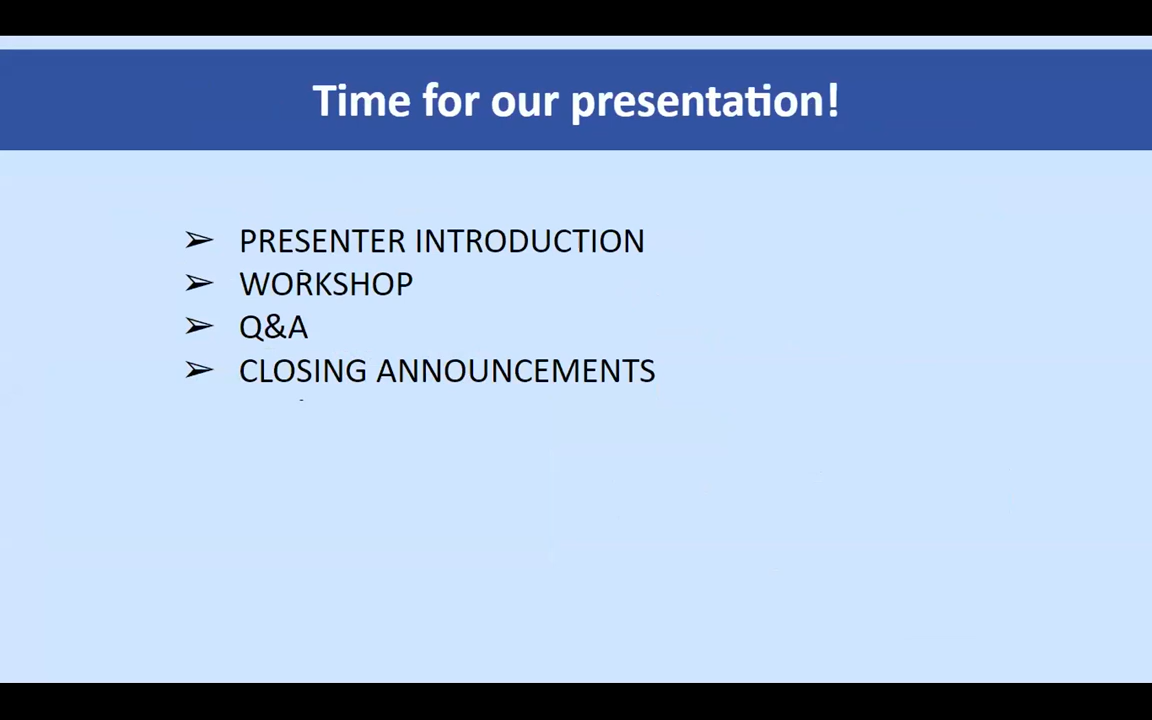 Time for our presentation!
➢ PRESENTER INTRODUCTION
➢ WORKSHOP
➢ Q&A
➢ CLOSING ANNOUNCEMENTS